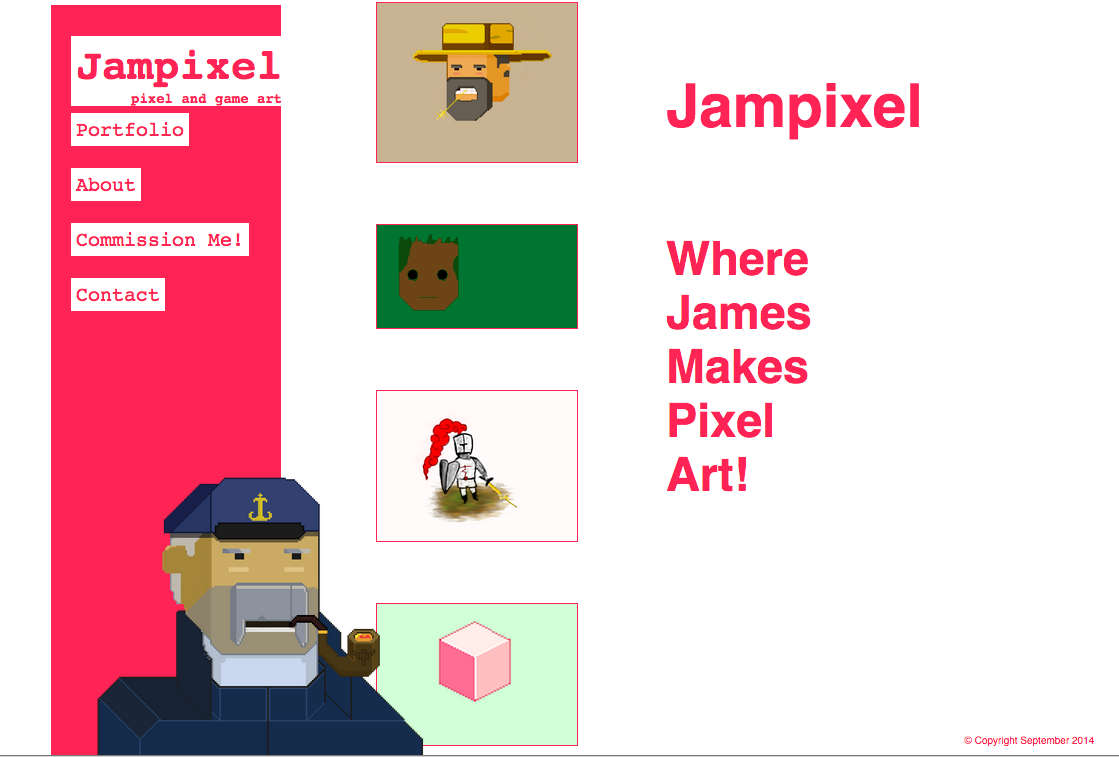 Jampixel
pixel and game art
Portfolio
About
Commission Me!
Contact
Jampixel
Where
James
Makes
Pixel
Art!
© Copyright September 2014